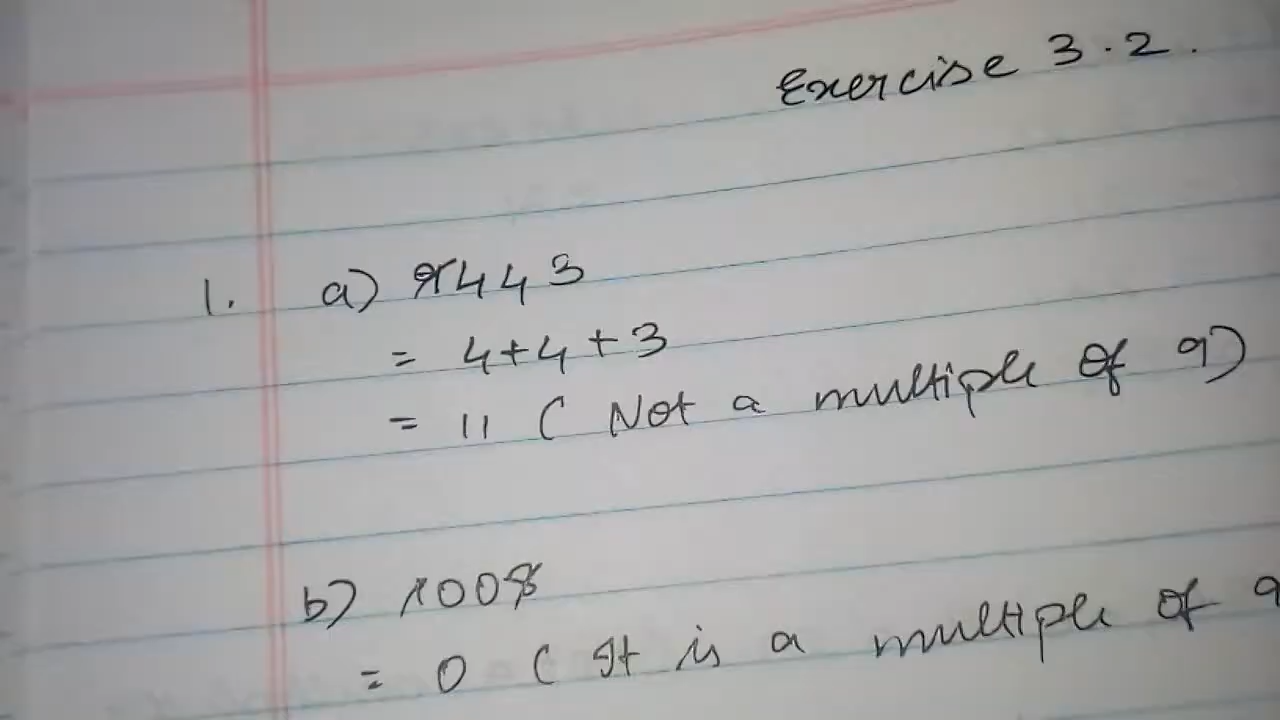 Exercise 3.2.
1. a) 9443
= 4+4+3
= 11 ( Not a multiple of 9)
b) 1008
= 0 ( It is a multiple of 9